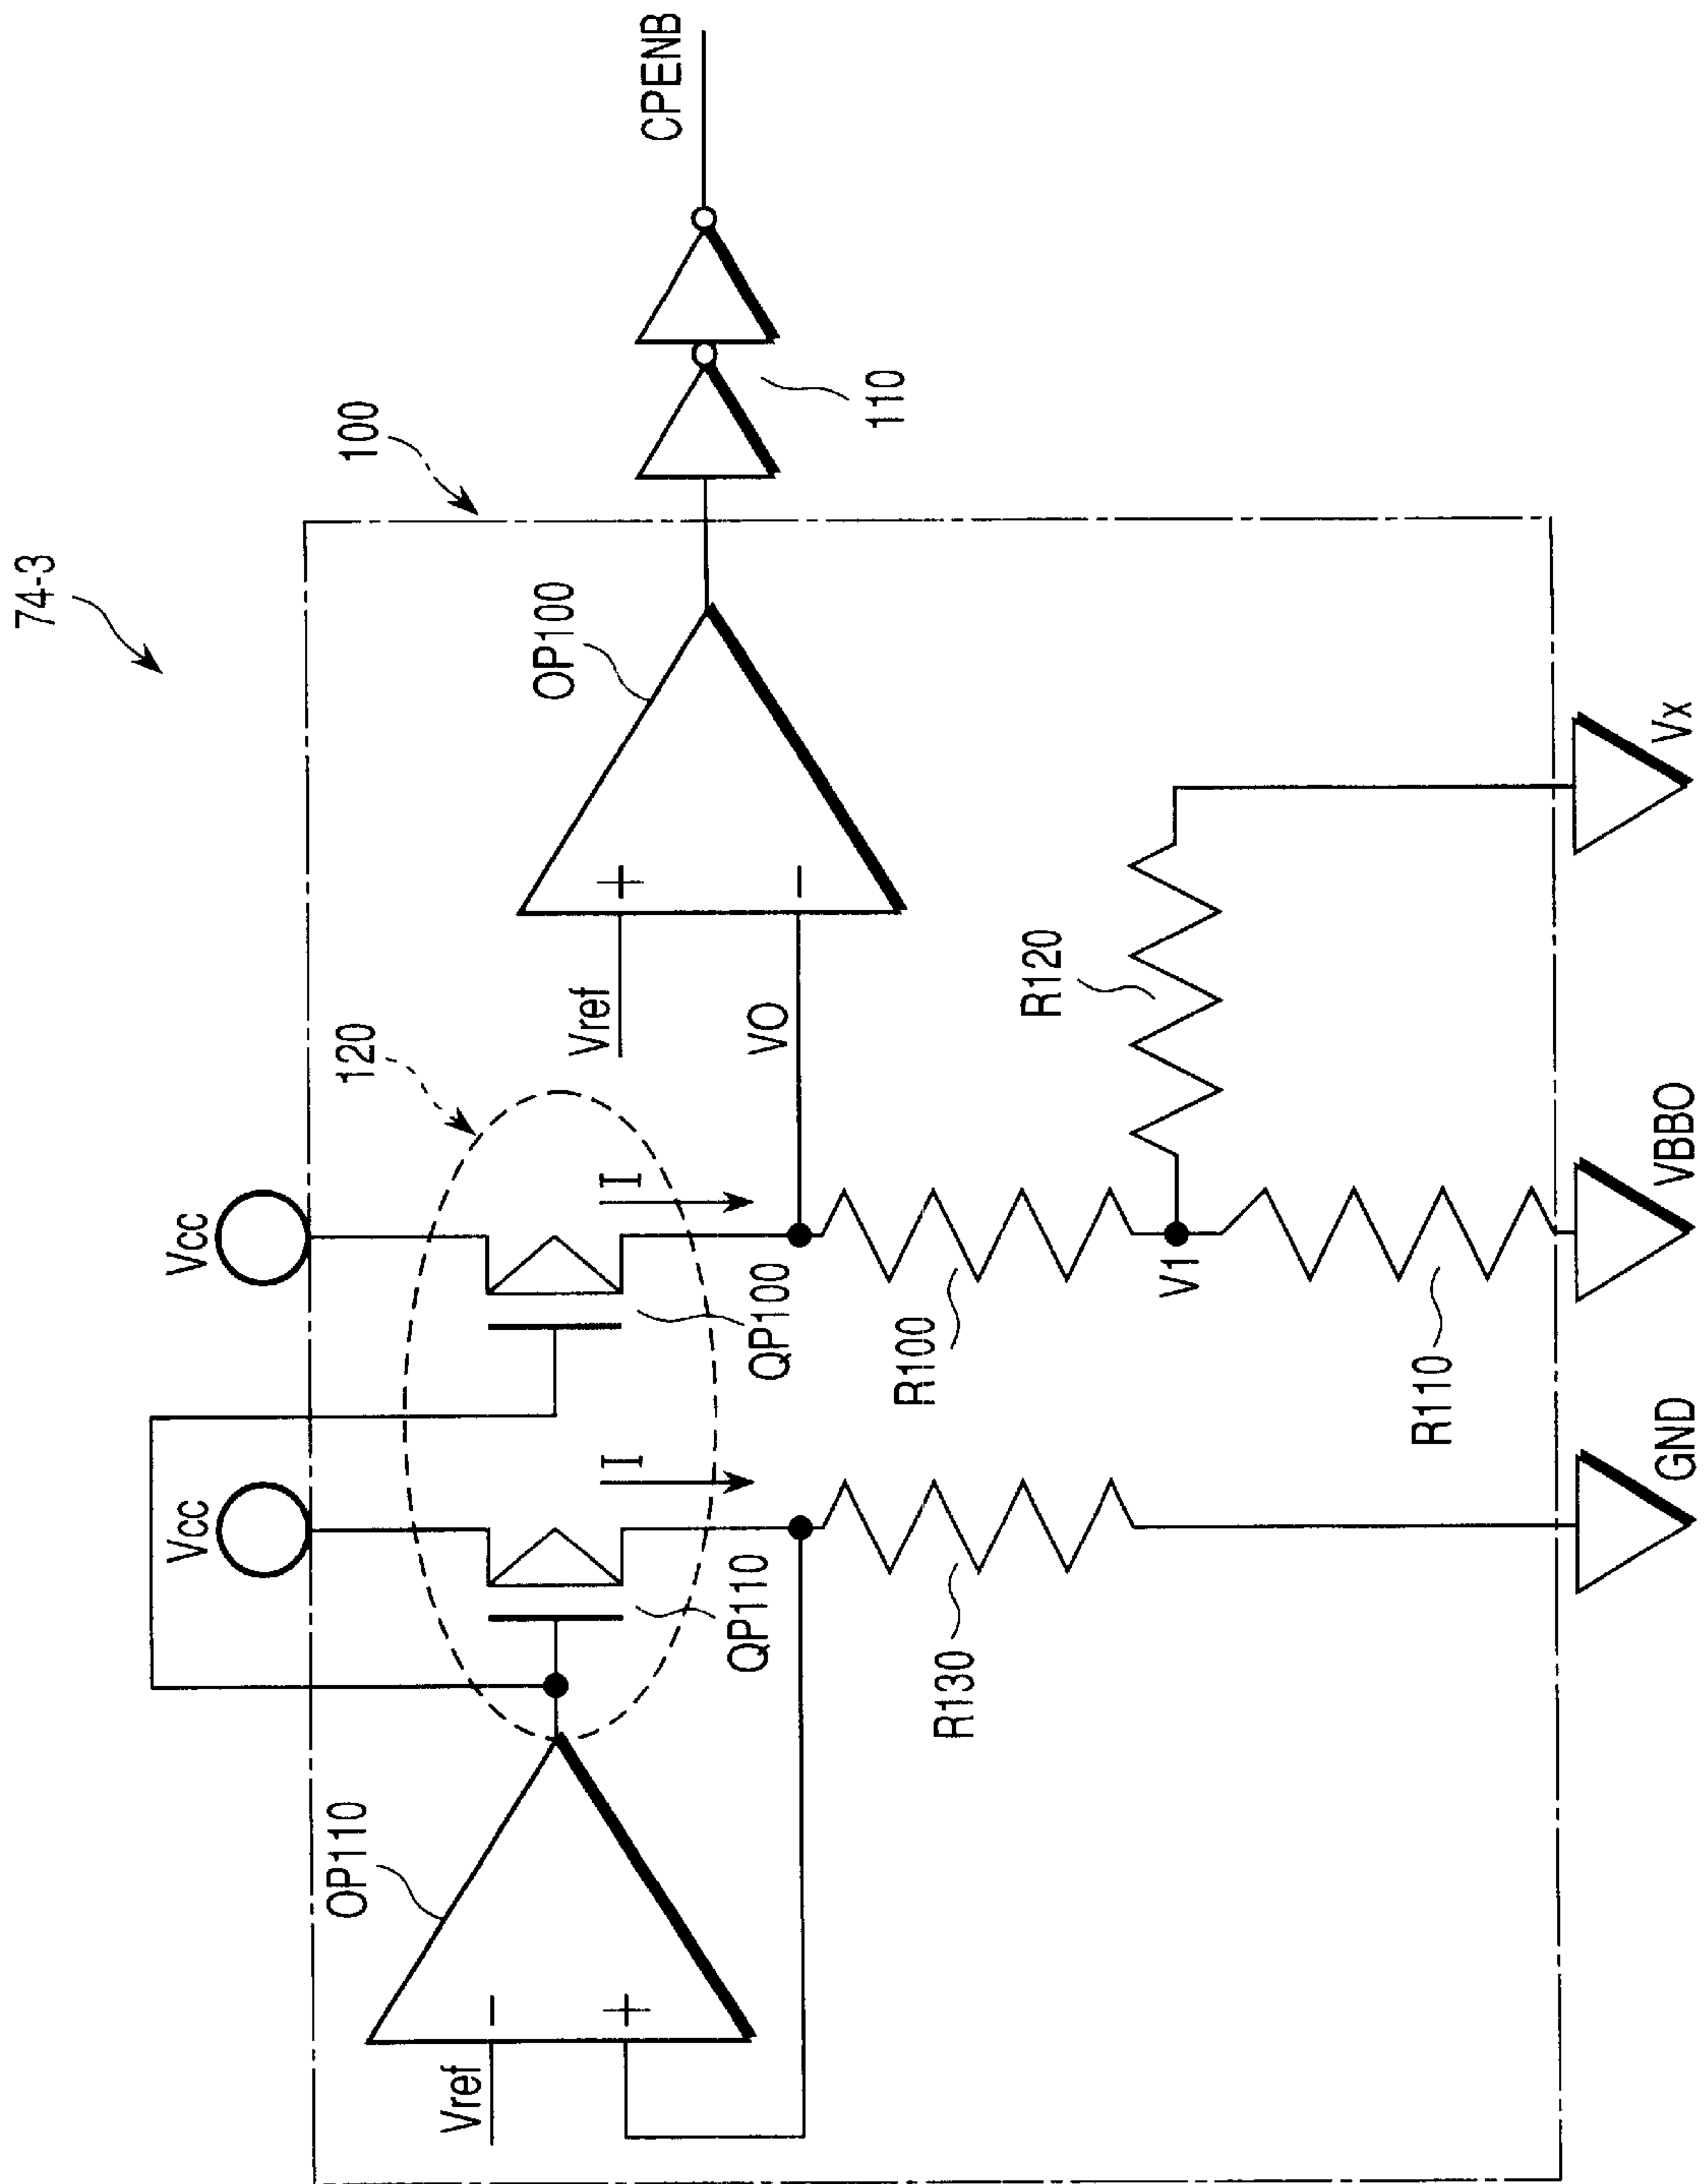 74-3
100
CPENB
110
Vcc
Vcc
120
OP110
OP100
Vref
−
+
Vref
+
−
VO
I
I
QP110
QP100
R130
R100
V1
R120
R110
GND
VBBO
Vx